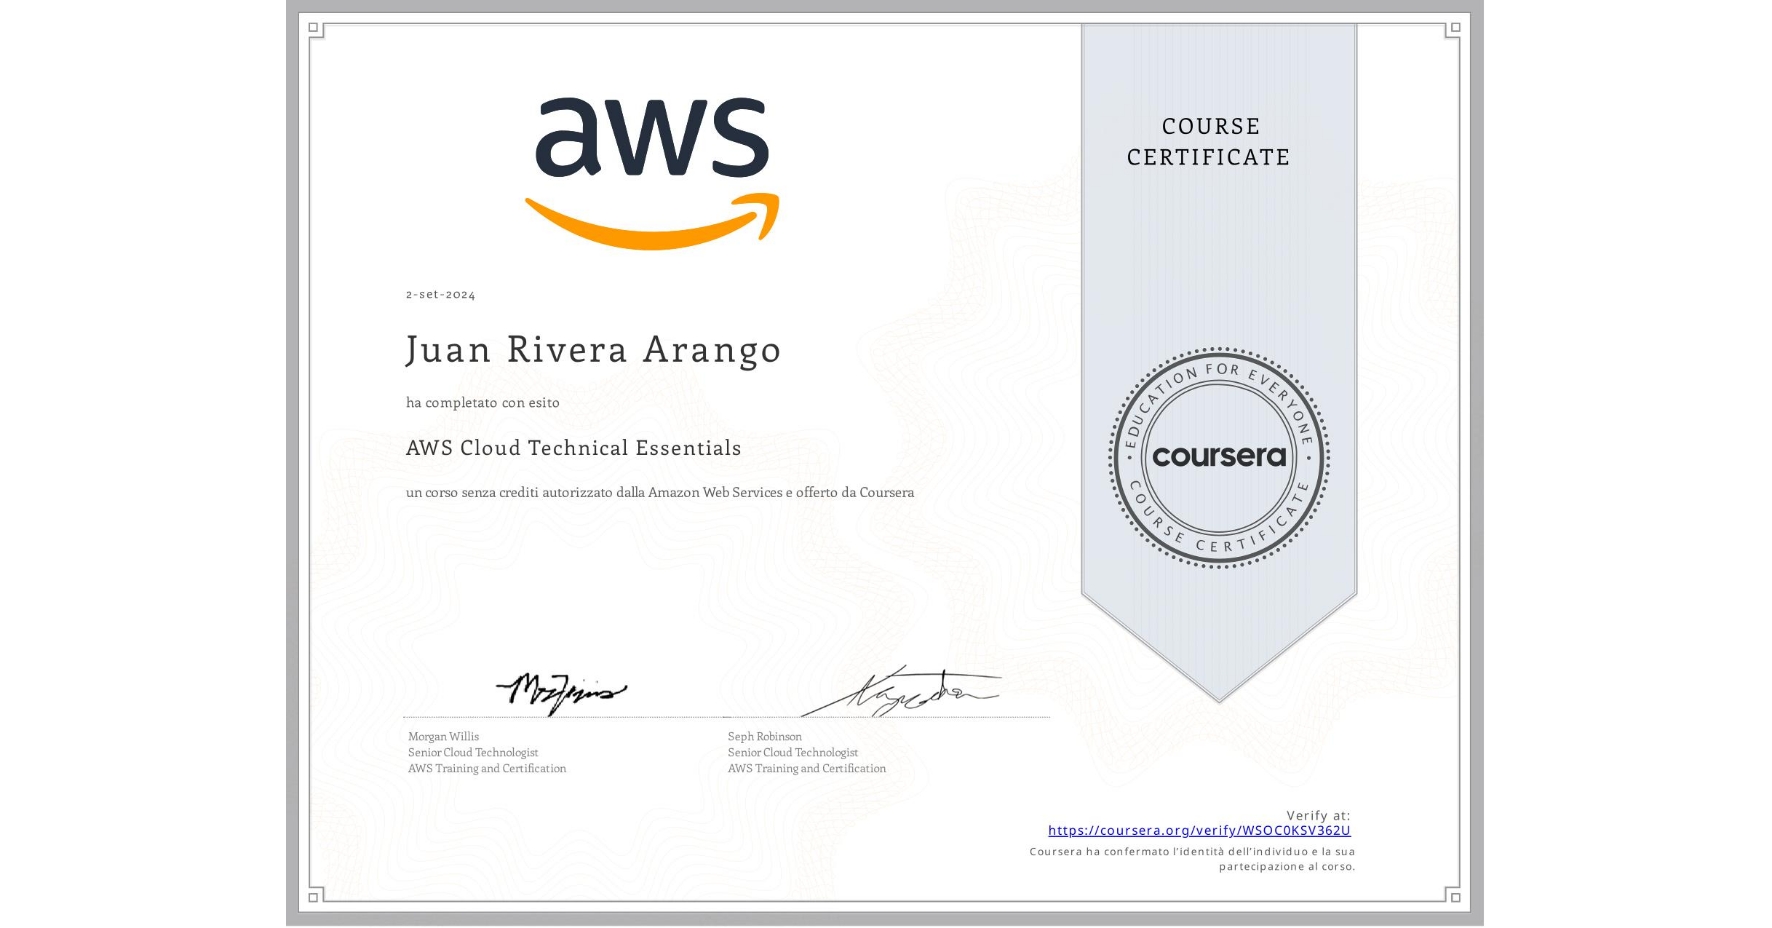 aws
COURSE
CERTIFICATE
2-set-2024
Juan Rivera Arango
ha completato con esito
AWS Cloud Technical Essentials
un corso senza crediti autorizzato dalla Amazon Web Services e offerto da Coursera
EDUCATION FOR EVERYONE
coursera
COURSE CERTIFICATE
Morgan Willis
Senior Cloud Technologist
AWS Training and Certification
Seph Robinson
Senior Cloud Technologist
AWS Training and Certification
Verify at:
https://coursera.org/verify/WSOC0KSV362U
Coursera ha confermato l'identità dell'individuo e la sua
partecipazione al corso.